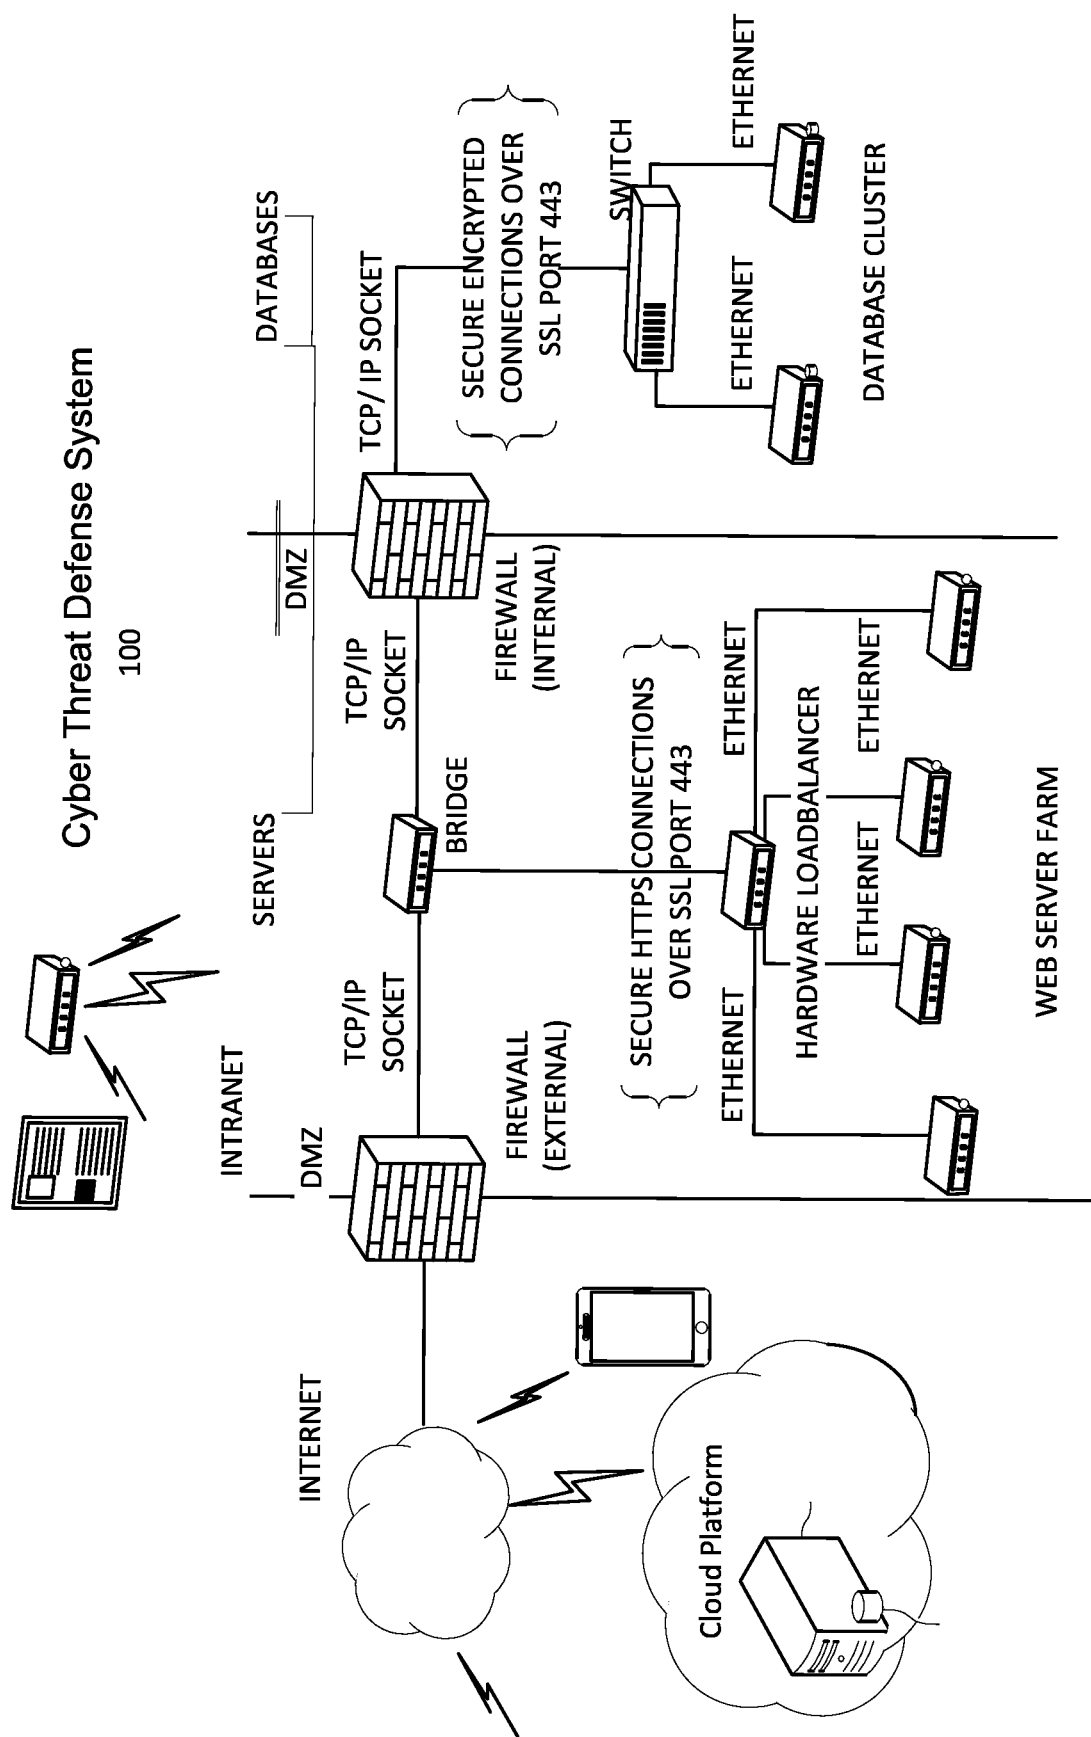 Cyber Threat Defense System
100
INTRANET
SERVERS
DATABASES
INTERNET
DMZ
DMZ
TCP/IP
SOCKET
TCP/IP
SOCKET
TCP/ IP SOCKET
BRIDGE
FIREWALL
(EXTERNAL)
FIREWALL
(INTERNAL)
SECURE ENCRYPTED
CONNECTIONS OVER
SSL PORT 443
SWITCH
ETHERNET
ETHERNET
DATABASE CLUSTER
SECURE HTTPS CONNECTIONS
OVER SSL PORT 443
ETHERNET
ETHERNET
HARDWARE LOADBALANCER
ETHERNET
ETHERNET
WEB SERVER FARM
Cloud Platform